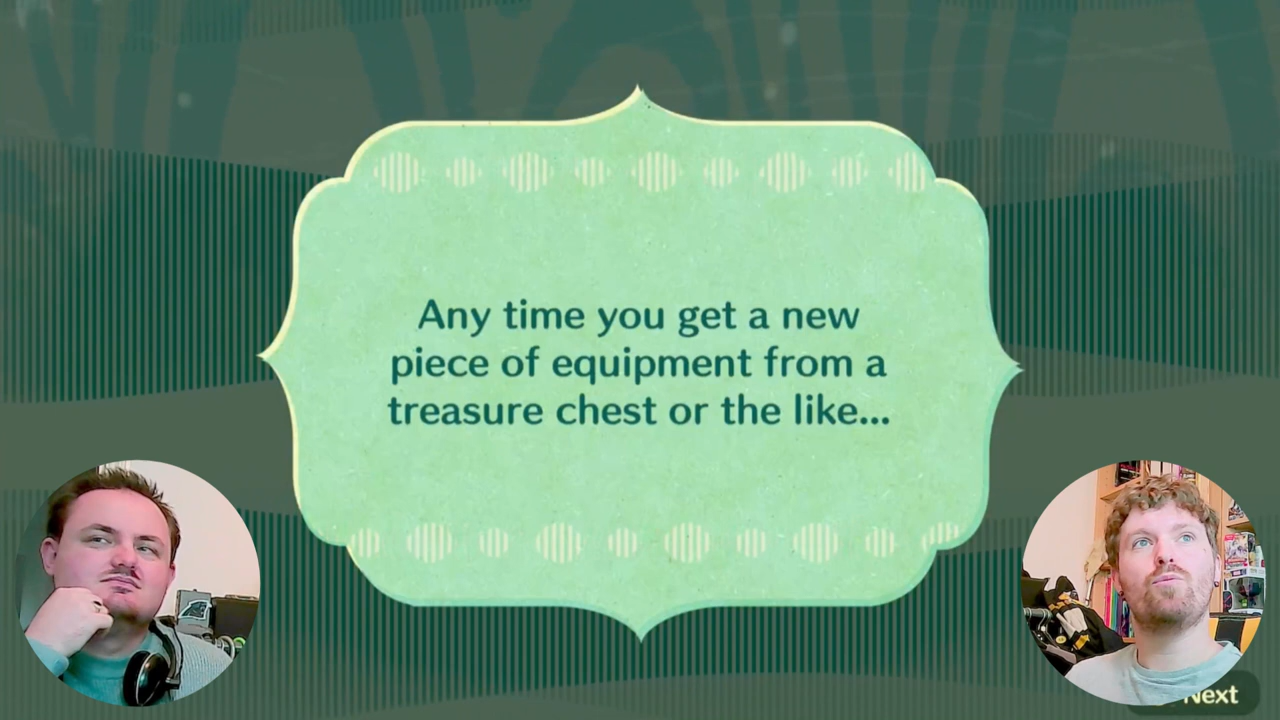 Any time you get a new
piece of equipment from a
treasure chest or the like...
Next